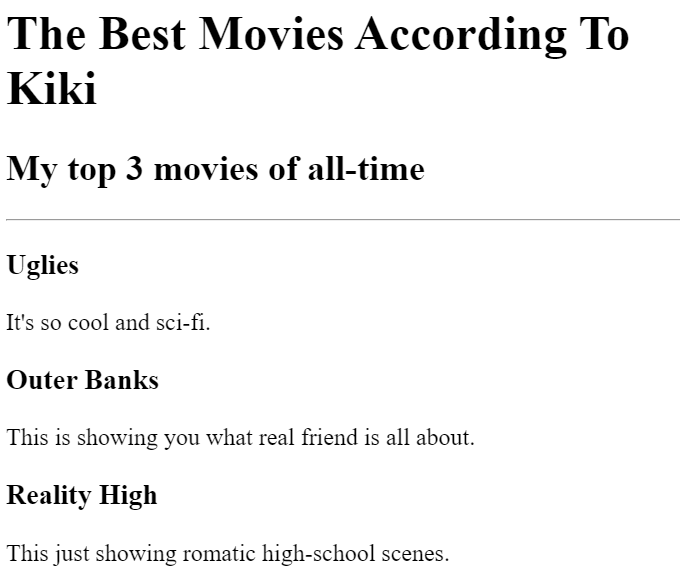 The Best Movies According To
Kiki
My top 3 movies of all-time
Uglies
It's so cool and sci-fi.
Outer Banks
This is showing you what real friend is all about.
Reality High
This just showing romatic high-school scenes.